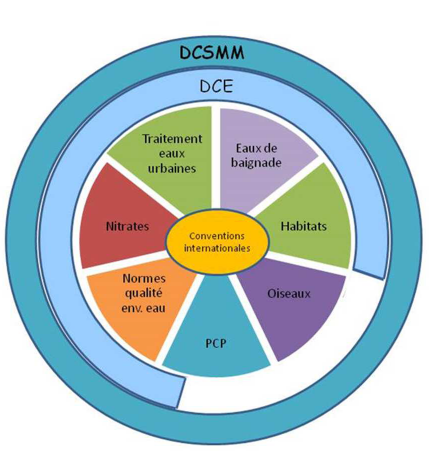 DCSMM
DCE
Traitement
eaux
urbaines
Eaux de
baignade
Nitrates
Habitats
Conventions
internationales
Normes
qualité
env. eau
Oiseaux
PCP